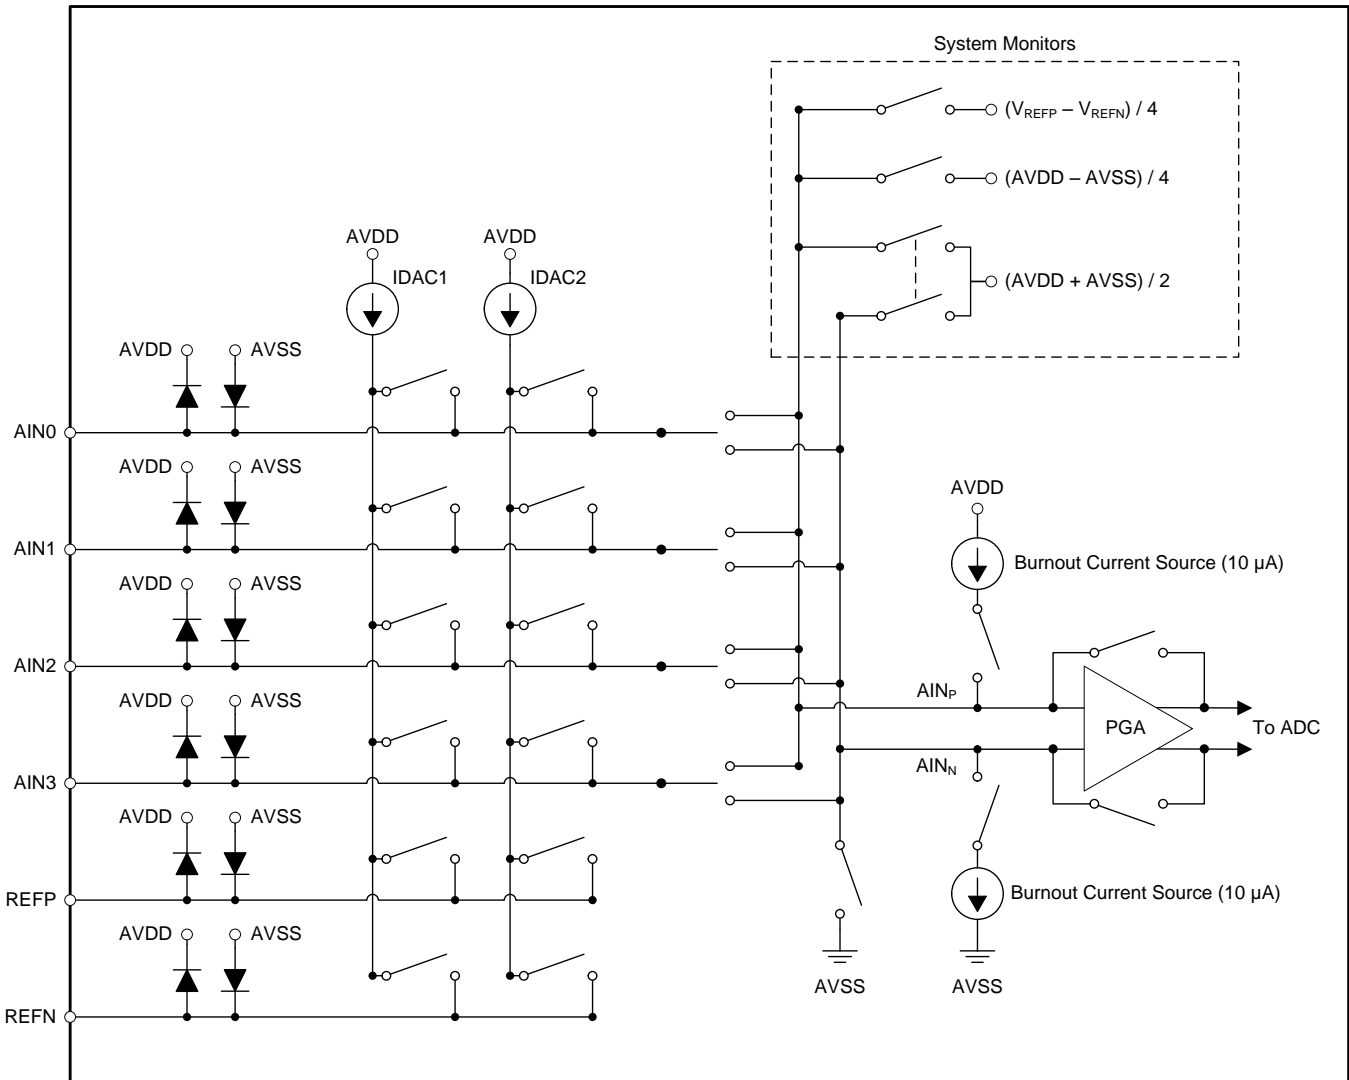 System Monitors
(VREFP – VREFN) / 4
(AVDD – AVSS) / 4
(AVDD + AVSS) / 2
AVDD
AVDD
IDAC1
IDAC2
AVDD
AVSS
AIN0
AVDD
AVSS
AIN1
AVDD
Burnout Current Source (10 µA)
AVDD
AVSS
AIN2
AVDD
AVSS
AINP
PGA
To ADC
AINN
AIN3
AVDD
AVSS
REFP
Burnout Current Source (10 µA)
AVDD
AVSS
AVSS
AVSS
REFN